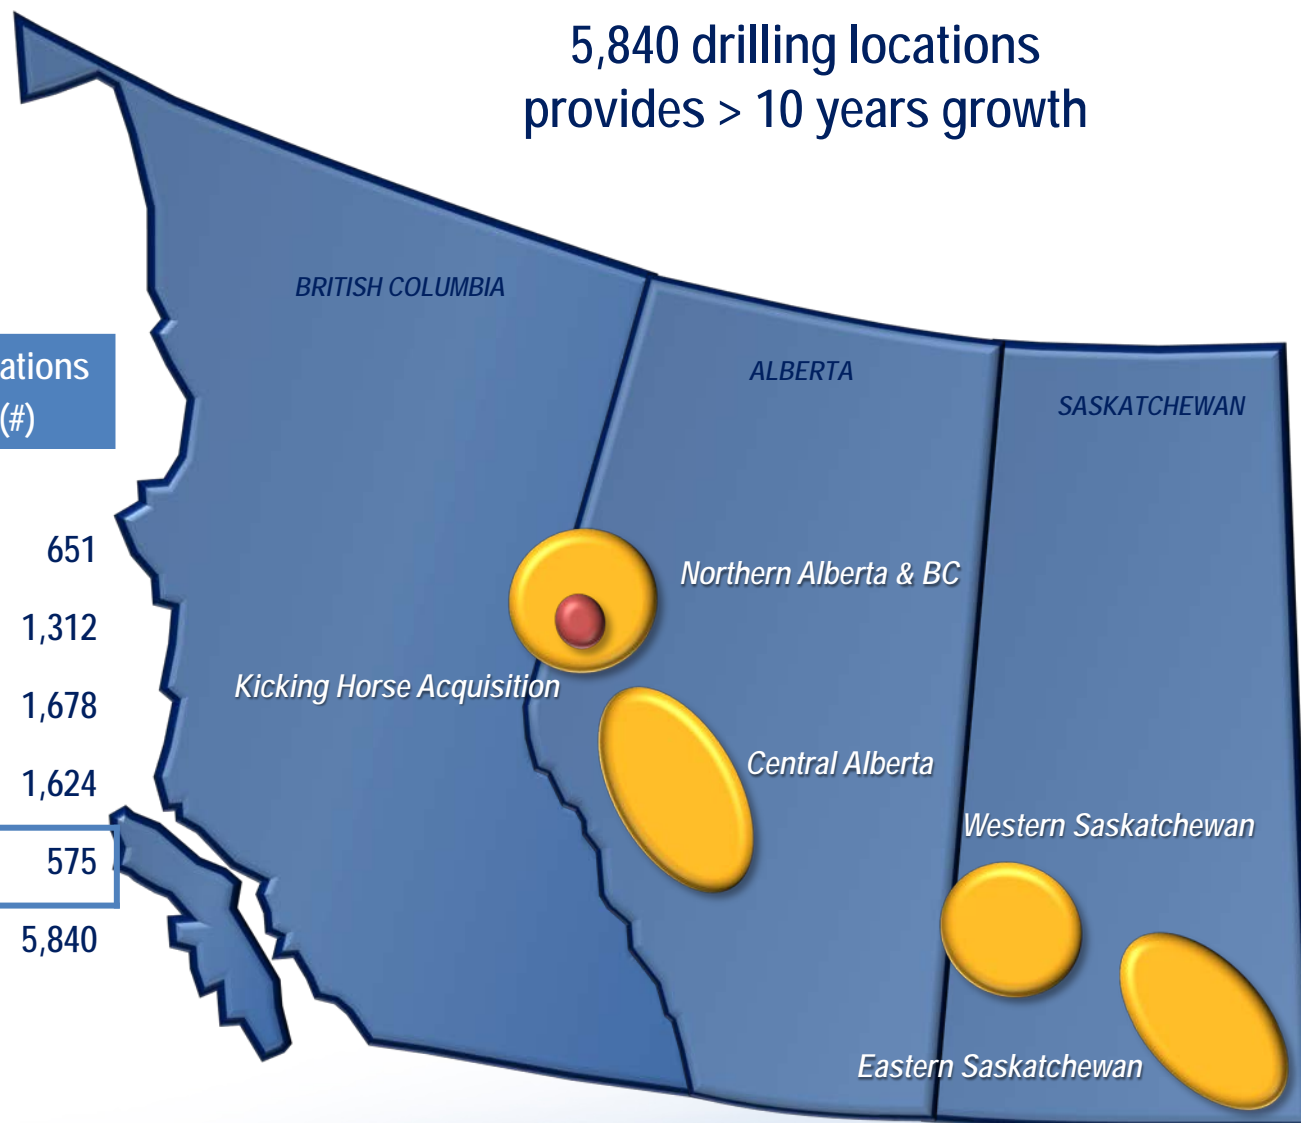 5,840 drilling locations
provides > 10 years growth
BRITISH COLUMBIA
ALBERTA
SASKATCHEWAN
ations
(#)
651
1,312
1,678
1,624
575
5,840
Northern Alberta & BC
Kicking Horse Acquisition
Central Alberta
Western Saskatchewan
Eastern Saskatchewan